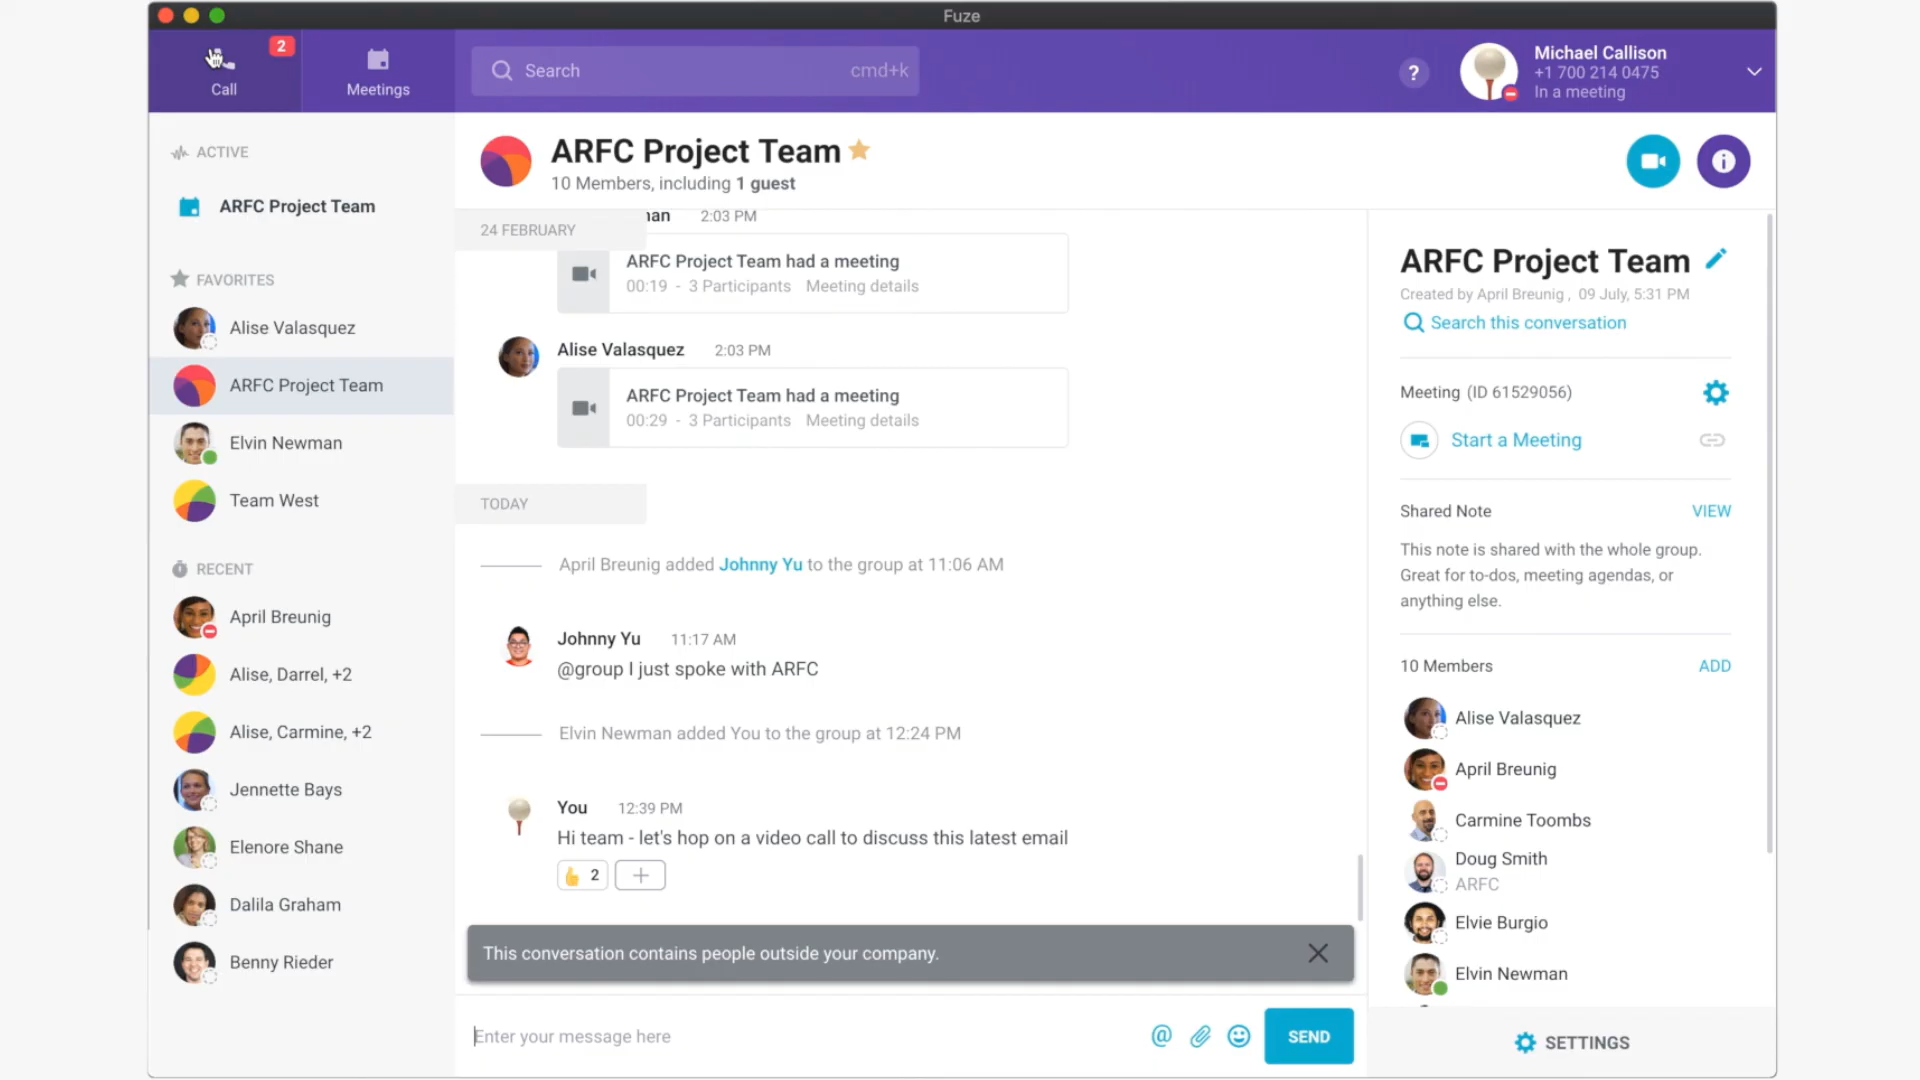 Fuze
2
Call
Meetings
Search
cmd+k
?
Michael Callison
+1 700 214 0475
In a meeting
ACTIVE
ARFC Project Team
FAVORITES
Alise Valasquez
ARFC Project Team
Elvin Newman
Team West
RECENT
April Breunig
Alise, Darrel, +2
Alise, Carmine, +2
Jennette Bays
Elenore Shane
Dalila Graham
Benny Rieder
ARFC Project Team
10 Members, including 1 guest
24 FEBRUARY
2:03 PM
ARFC Project Team had a meeting
00:19 - 3 Participants Meeting details
Alise Valasquez 2:03 PM
ARFC Project Team had a meeting
00:29 - 3 Participants Meeting details
TODAY
April Breunig added Johnny Yu to the group at 11:06 AM
Johnny Yu 11:17 AM
@group I just spoke with ARFC
Elvin Newman added You to the group at 12:24 PM
You 12:39 PM
Hi team - let's hop on a video call to discuss this latest email
2
This conversation contains people outside your company.
Enter your message here
@
SEND
ARFC Project Team
Created by April Breunig , 09 July, 5:31 PM
Search this conversation
Meeting (ID 61529056)
Start a Meeting
Shared Note
VIEW
This note is shared with the whole group.
Great for to-dos, meeting agendas, or
anything else.
10 Members
ADD
Alise Valasquez
April Breunig
Carmine Toombs
Doug Smith
ARFC
Elvie Burgio
Elvin Newman
SETTINGS